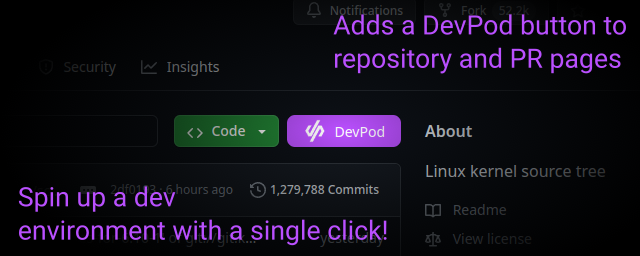 Notifications
Fork 52.2k
Adds a DevPod button to
repository and PR pages
Security
Insights
Code
DevPod
About
Linux kernel source tree
2df0193 · 6 hours ago
1,279,788 Commits
Readme
View license
Spin up a dev
environment with a single click!
yesterday